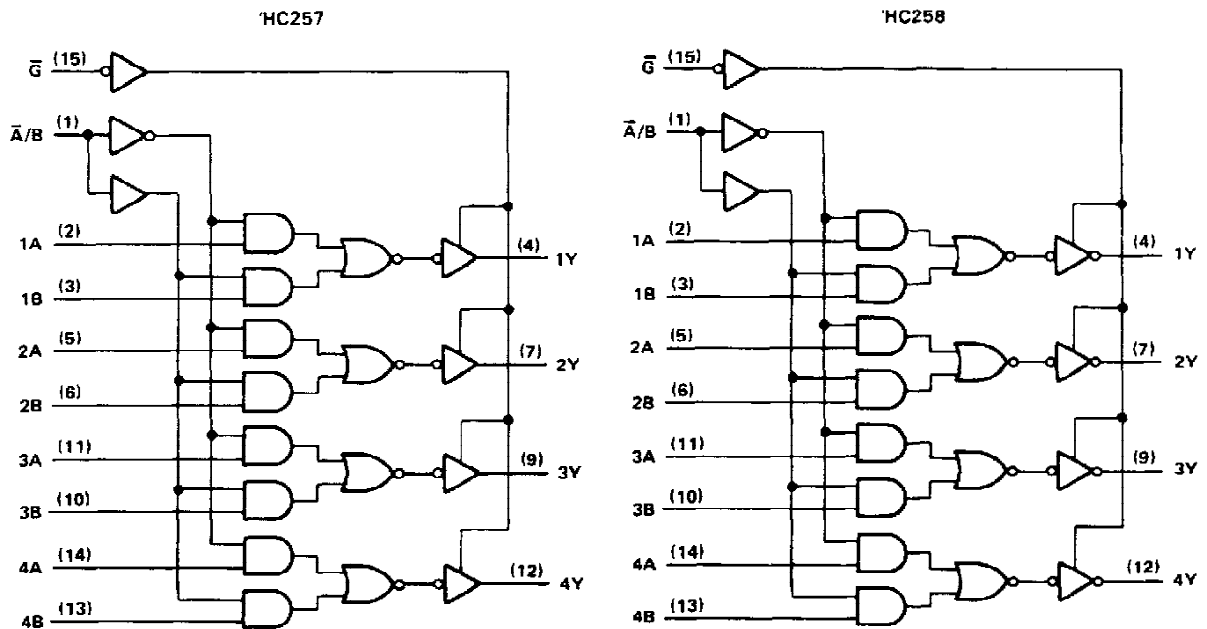 'HC257
G̅ (15)
A̅/B (1)
1A (2)
(4) 1Y
1B (3)
2A (5)
(7) 2Y
2B (6)
3A (11)
(9) 3Y
3B (10)
4A (14)
(12) 4Y
4B (13)
'HC258
G̅ (15)
A̅/B (1)
1A (2)
(4) 1Y
1B (3)
2A (5)
(7) 2Y
2B (6)
3A (11)
(9) 3Y
3B (10)
4A (14)
(12) 4Y
4B (13)